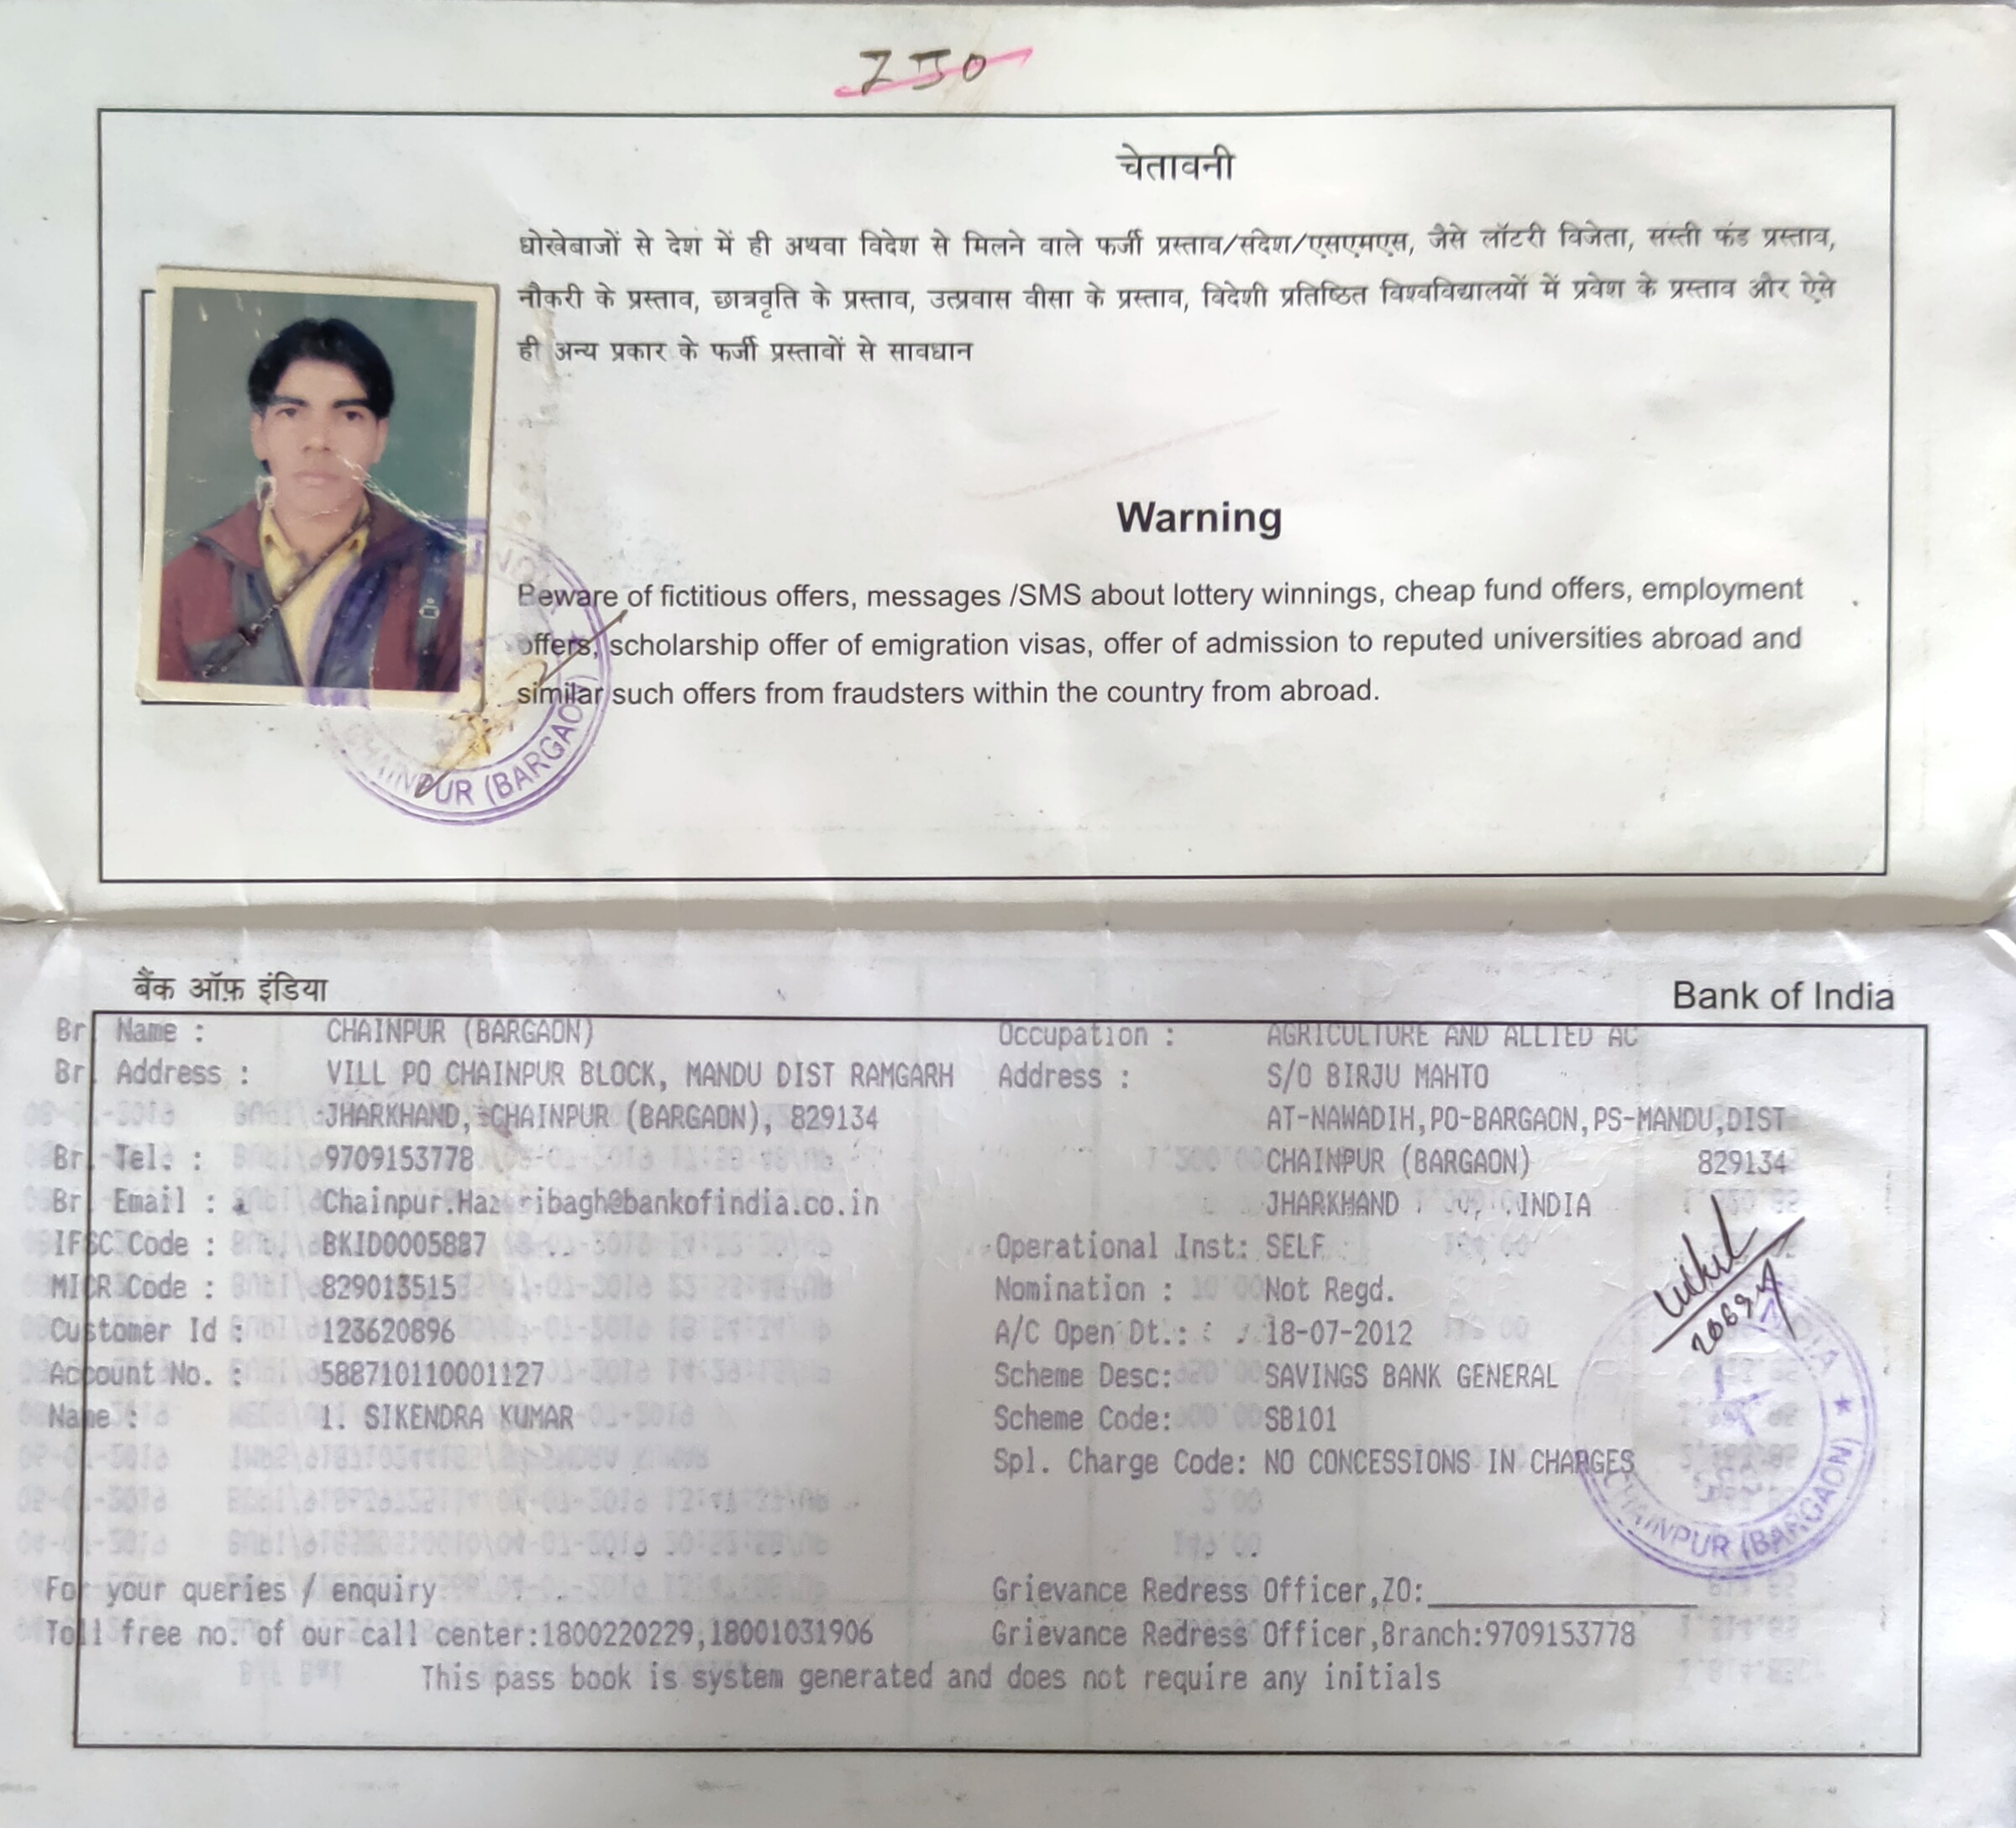 चेतावनी
धोखेबाजों से देश में ही अथवा विदेश से मिलने वाले फर्जी प्रस्ताव/संदेश/एसएमएस, जैसे लॉटरी विजेता, सस्ती फंड प्रस्ताव,
नौकरी के प्रस्ताव, छात्रवृति के प्रस्ताव, उत्प्रवास वीसा के प्रस्ताव, विदेशी प्रतिष्ठित विश्वविद्यालयों में प्रवेश के प्रस्ताव और ऐसे
ही अन्य प्रकार के फर्जी प्रस्तावों से सावधान
Warning
Beware of fictitious offers, messages /SMS about lottery winnings, cheap fund offers, employment
offers, scholarship offer of emigration visas, offer of admission to reputed universities abroad and
similar such offers from fraudsters within the country from abroad.
CHAINPUR (BARGAON)
बैंक ऑफ़ इंडिया Bank of India
Br Name : CHAINPUR (BARGAON) Occupation : AGRICULTURE AND ALLIED AC
Br. Address : VILL PO CHAINPUR BLOCK, MANDU DIST RAMGARH Address : S/O BIRJU MAHTO
JHARKHAND, CHAINPUR (BARGAON), 829134 AT-NAWADIH,PO-BARGAON,PS-MANDU,DIST
Br. Tel. : 9709153778 CHAINPUR (BARGAON) 829134
Br Email : Chainpur.Hazaribagh@bankofindia.co.in JHARKHAND INDIA
IFSC Code : BKID0005887 Operational Inst: SELF
MICR Code : 829013515 Nomination : Not Regd.
Customer Id : 123620896 A/C Open Dt.: 18-07-2012
Account No. : 588710110001127 Scheme Desc: SAVINGS BANK GENERAL
Name : 1. SIKENDRA KUMAR Scheme Code: SB101
Spl. Charge Code: NO CONCESSIONS IN CHARGES
CHAINPUR (BARGAON)
For your queries / enquiry Grievance Redress Officer,ZO:
Toll free no. of our call center:1800220229,18001031906 Grievance Redress Officer,Branch:9709153778
This pass book is system generated and does not require any initials